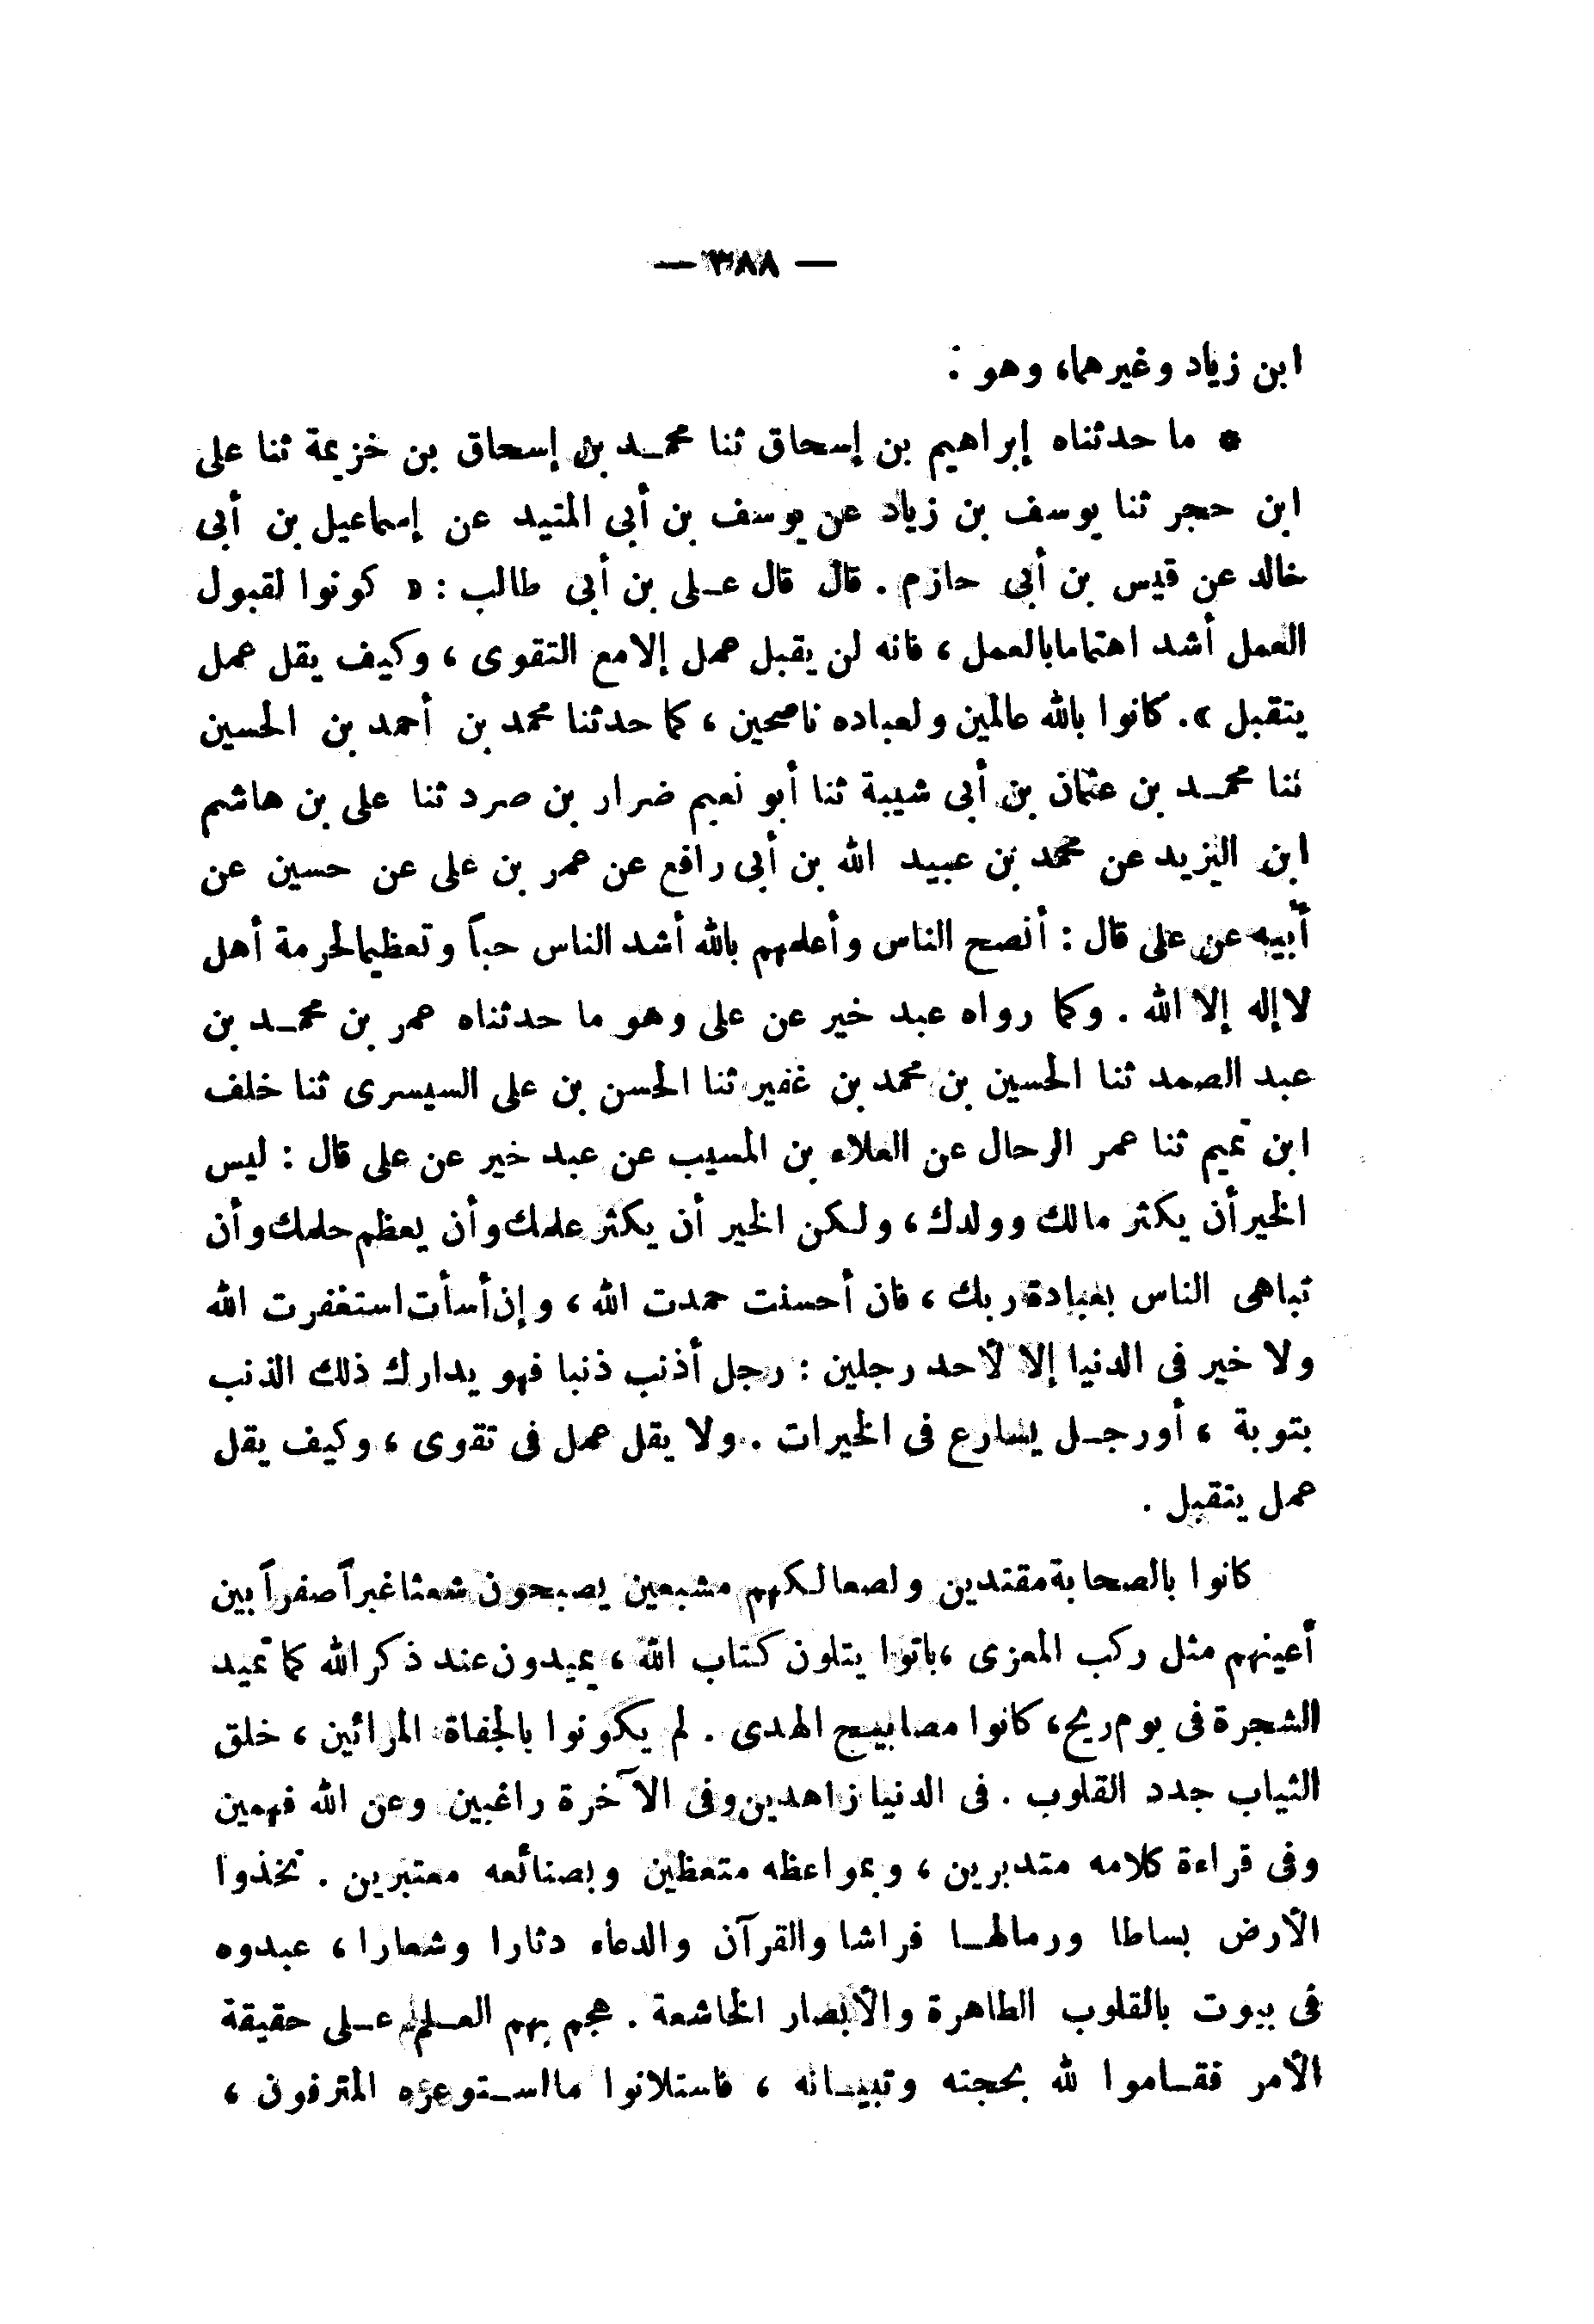 — ٣٨٨ —
ابن زياد وغيرهما، وهو :
* ما حدثناه إبراهيم بن إسحاق ثنا محمد بن إسحاق بن خزيمة ثنا على
ابن حجر ثنا يوسف بن زياد عن يوسف بن أبى المتيد عن إسماعيل بن أبى
خالد عن قيس بن أبى حازم . قال قال على بن أبى طالب : « كونوا لقبول
العمل أشد اهتماما بالعمل ، فانه لن يقبل عمل إلا مع التقوى ، وكيف يقل عمل
يتقبل » . كانوا بالله عالمين ولعباده ناصحين ، كما حدثنا محمد بن أحمد بن الحسين
ثنا محمد بن عثمان بن أبى شيبة ثنا أبو نعيم ضرار بن صرد ثنا على بن هاشم
ابن اليزيد عن محمد بن عبيد الله بن أبى رافع عن عمر بن على عن حسين عن
أبيه عن على قال : أنصح الناس وأعلمهم بالله أشد الناس حباً وتعظيما لحرمة أهل
لا إله إلا الله . وكما رواه عبد خير عن على وهو ما حدثناه عمر بن محمد بن
عبد الصمد ثنا الحسين بن محمد بن غفير ثنا الحسن بن على السيسرى ثنا خلف
ابن تميم ثنا عمر الرحال عن العلاء بن المسيب عن عبد خير عن على قال : ليس
الخير أن يكثر مالك وولدك ، ولكن الخير أن يكثر علمك وأن يعظم حلمك وأن
تباهى الناس بعبادة ربك ، فان أحسنت حمدت الله ، وإن أسأت استغفرت الله
ولا خير فى الدنيا إلا لأحد رجلين : رجل أذنب ذنبا فهو يدارك ذلك الذنب
بتوبة ، أو رجل يسارع فى الخيرات . ولا يقل عمل فى تقوى ، وكيف يقل
عمل يتقبل .
كانوا بالصحابة مقتدين ولصعالكهم مشبعين يصبحون شعثا غبراً صفراً بين
أعينهم مثل ركب المعزى ، باتوا يتلون كتاب الله ، يميدون عند ذكر الله كما تميد
الشجرة فى يوم ريح ، كانوا مصابيح الهدى . لم يكونوا بالجفاة المرائين ، خلق
الثياب جدد القلوب . فى الدنيا زاهدين وفى الآخرة راغبين وعن الله فهمين
وفى قراءة كلامه متدبرين ، وبمواعظه متعظين وبصنائعه معتبرين . تخذوا
الأرض بساطا ورمالها فراشا والقرآن والدعاء دثارا وشعارا ، عبدوه
فى بيوت بالقلوب الطاهرة والأبصار الخاشعة . هجم بهم العلم على حقيقة
الأمر فقاموا لله بحجته وتبيانه ، فاستلانوا ما استوعره المترفون ،